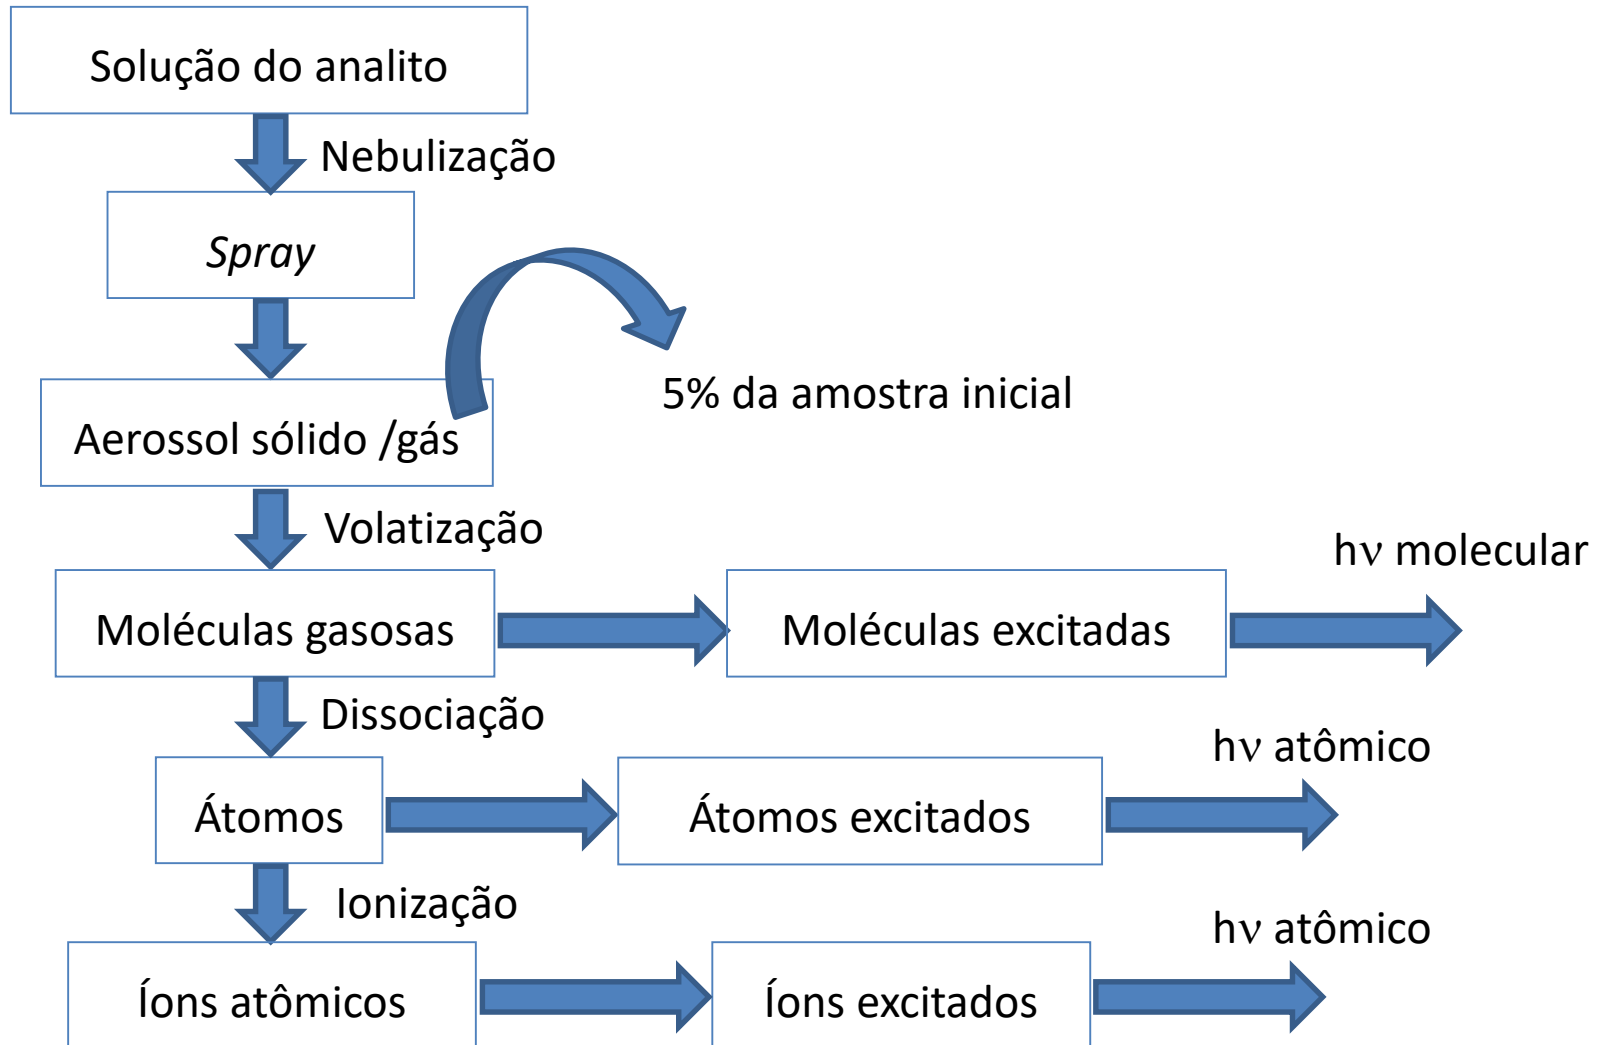 Solução do analito
Nebulização
Spray
5% da amostra inicial
Aerossol sólido /gás
Volatização
hν molecular
Moléculas gasosas
Moléculas excitadas
Dissociação
hν atômico
Átomos
Átomos excitados
Ionização
hν atômico
Íons atômicos
Íons excitados